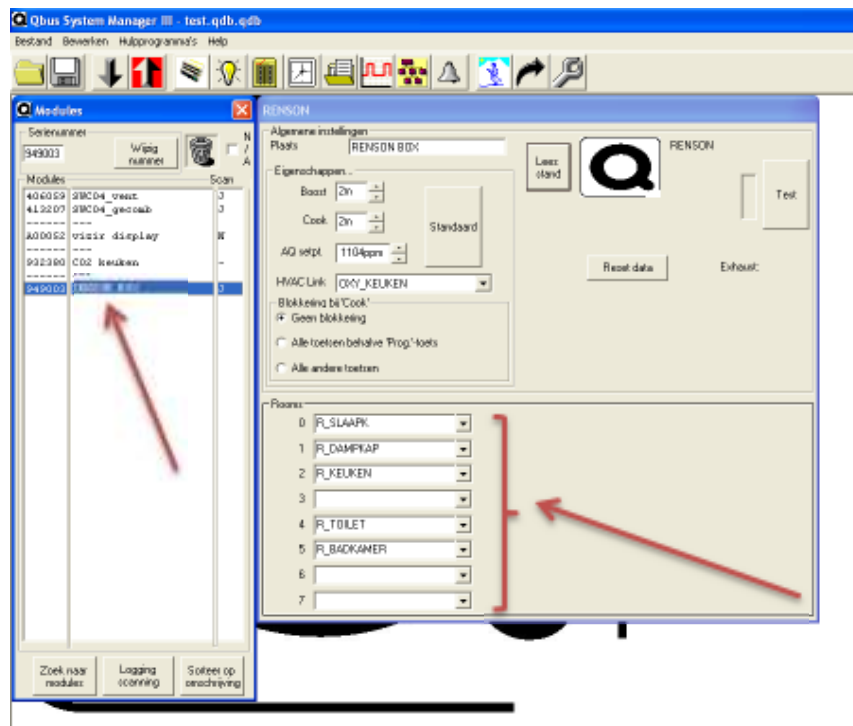 Qbus System Manager III - test.qdb.qdb
Bestand Bewerken Hulpprogramma's Help
Modules
Serienummer
949003
Wijzig nummer
N / A
Modules Scan
406059 SWC04_vent J
413207 SWC04_gecomb J
------ ---
A00052 vizir display N
------ ---
932380 CO2 keuken -
------ ---
949003 J
Zoek naar modules
Logging scanning
Sorteer op omschrijving
RENSON
Algemene instellingen
Plaats RENSON BOX
Eigenschappen...
Boost 2n
Cook 2n
Standaard
AQ setpt. 1104ppm
HVAC Link OXY_KEUKEN
Blokkering bij 'Cook'
Geen blokkering
Alle toetsen behalve 'Prog.'-toets
Alle andere toetsen
Lees stand
RENSON
Test
Reset data
Exhaust:
Rooms
0 R_SLAAPK
1 R_DAMPKAP
2 R_KEUKEN
3
4 R_TOILET
5 R_BADKAMER
6
7